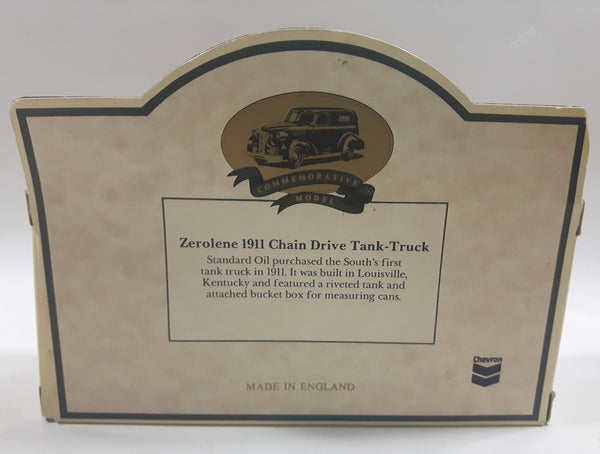 COMMEMORATIVE
MODEL
Zerolene 1911 Chain Drive Tank-Truck
Standard Oil purchased the South's first
tank truck in 1911. It was built in Louisville,
Kentucky and featured a riveted tank and
attached bucket box for measuring cans.
Chevron
MADE IN ENGLAND